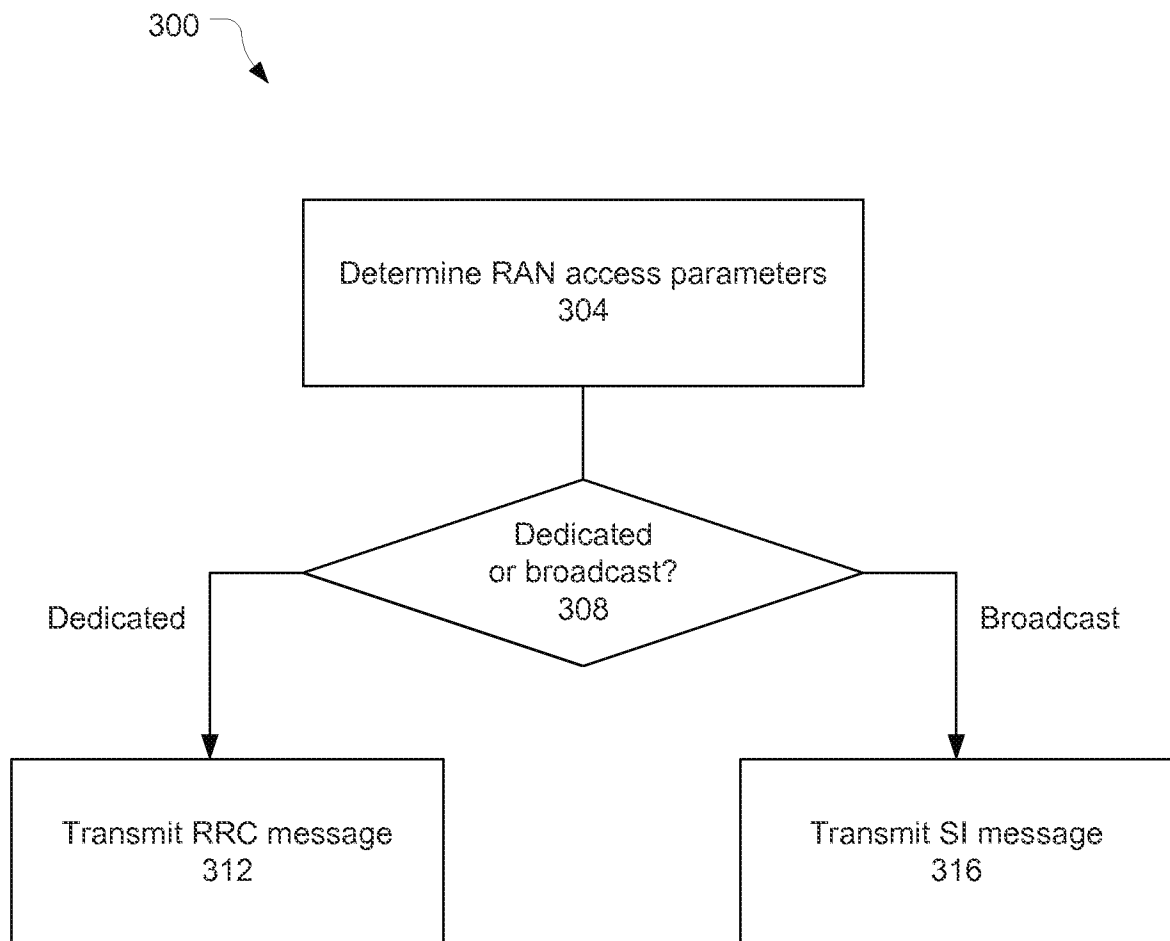 300
Determine RAN access parameters
304
Dedicated
or broadcast?
308
Dedicated
Broadcast
Transmit RRC message
312
Transmit SI message
316